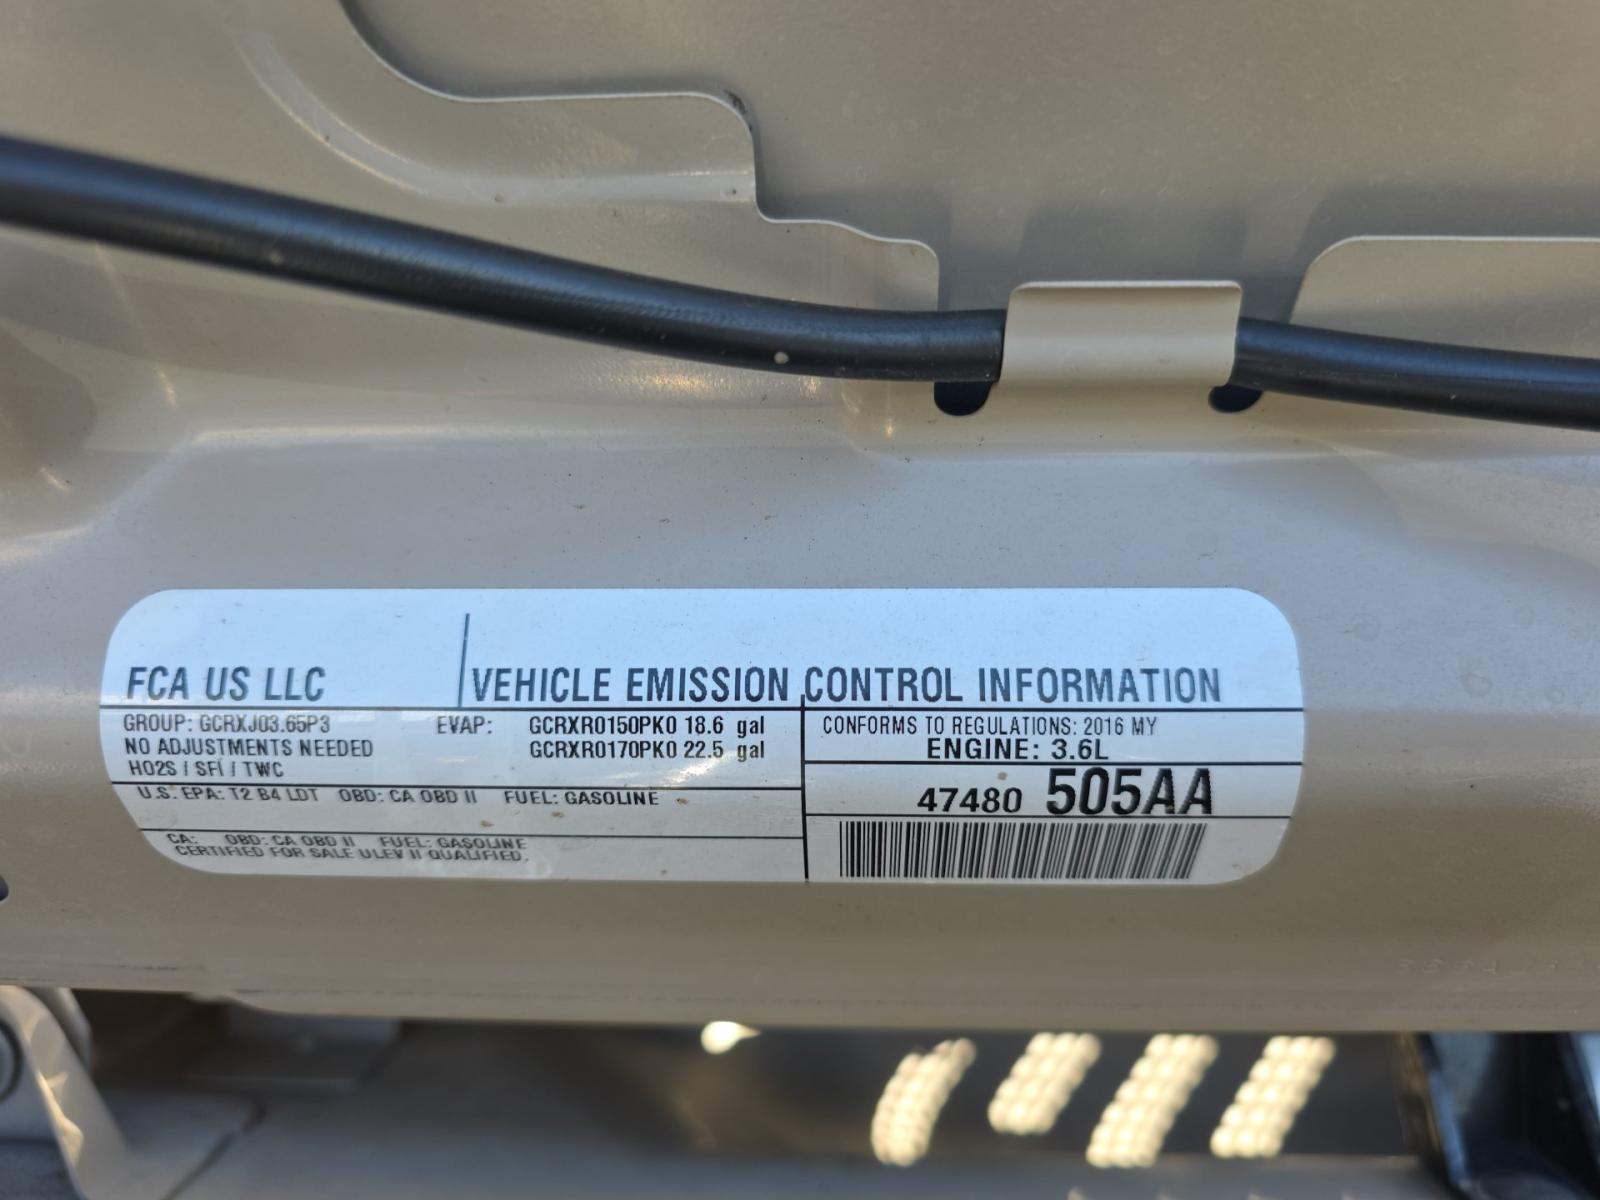 FCA US LLC
VEHICLE EMISSION CONTROL INFORMATION
GROUP: GCRXJ03.65P3
NO ADJUSTMENTS NEEDED
HO2S / SFI / TWC
EVAP: GCRXR0150PK0 18.6 gal
GCRXR0170PK0 22.5 gal
CONFORMS TO REGULATIONS: 2016 MY
ENGINE: 3.6L
47480 505AA
U.S. EPA: T2 B4 LDT OBD: CA OBD II FUEL: GASOLINE
CA: OBD: CA OBD II FUEL: GASOLINE
CERTIFIED FOR SALE ULEV II QUALIFIED.